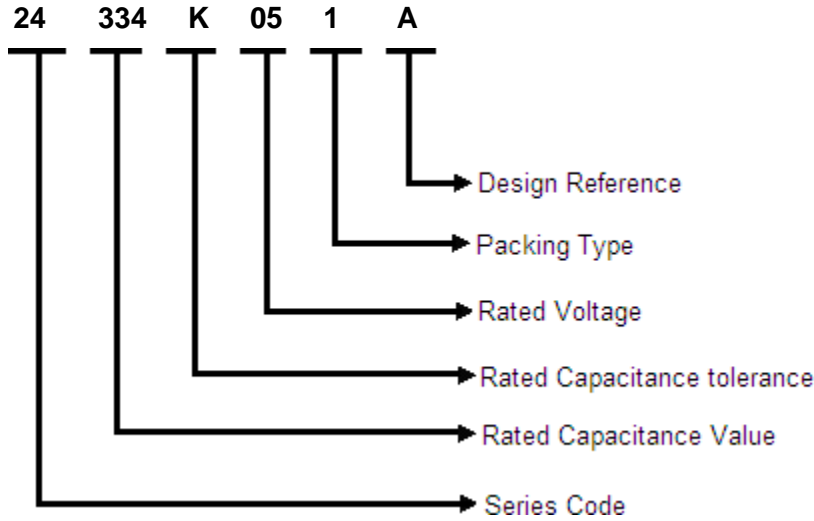 24 334 K 05 1 A
Design Reference
Packing Type
Rated Voltage
Rated Capacitance tolerance
Rated Capacitance Value
Series Code